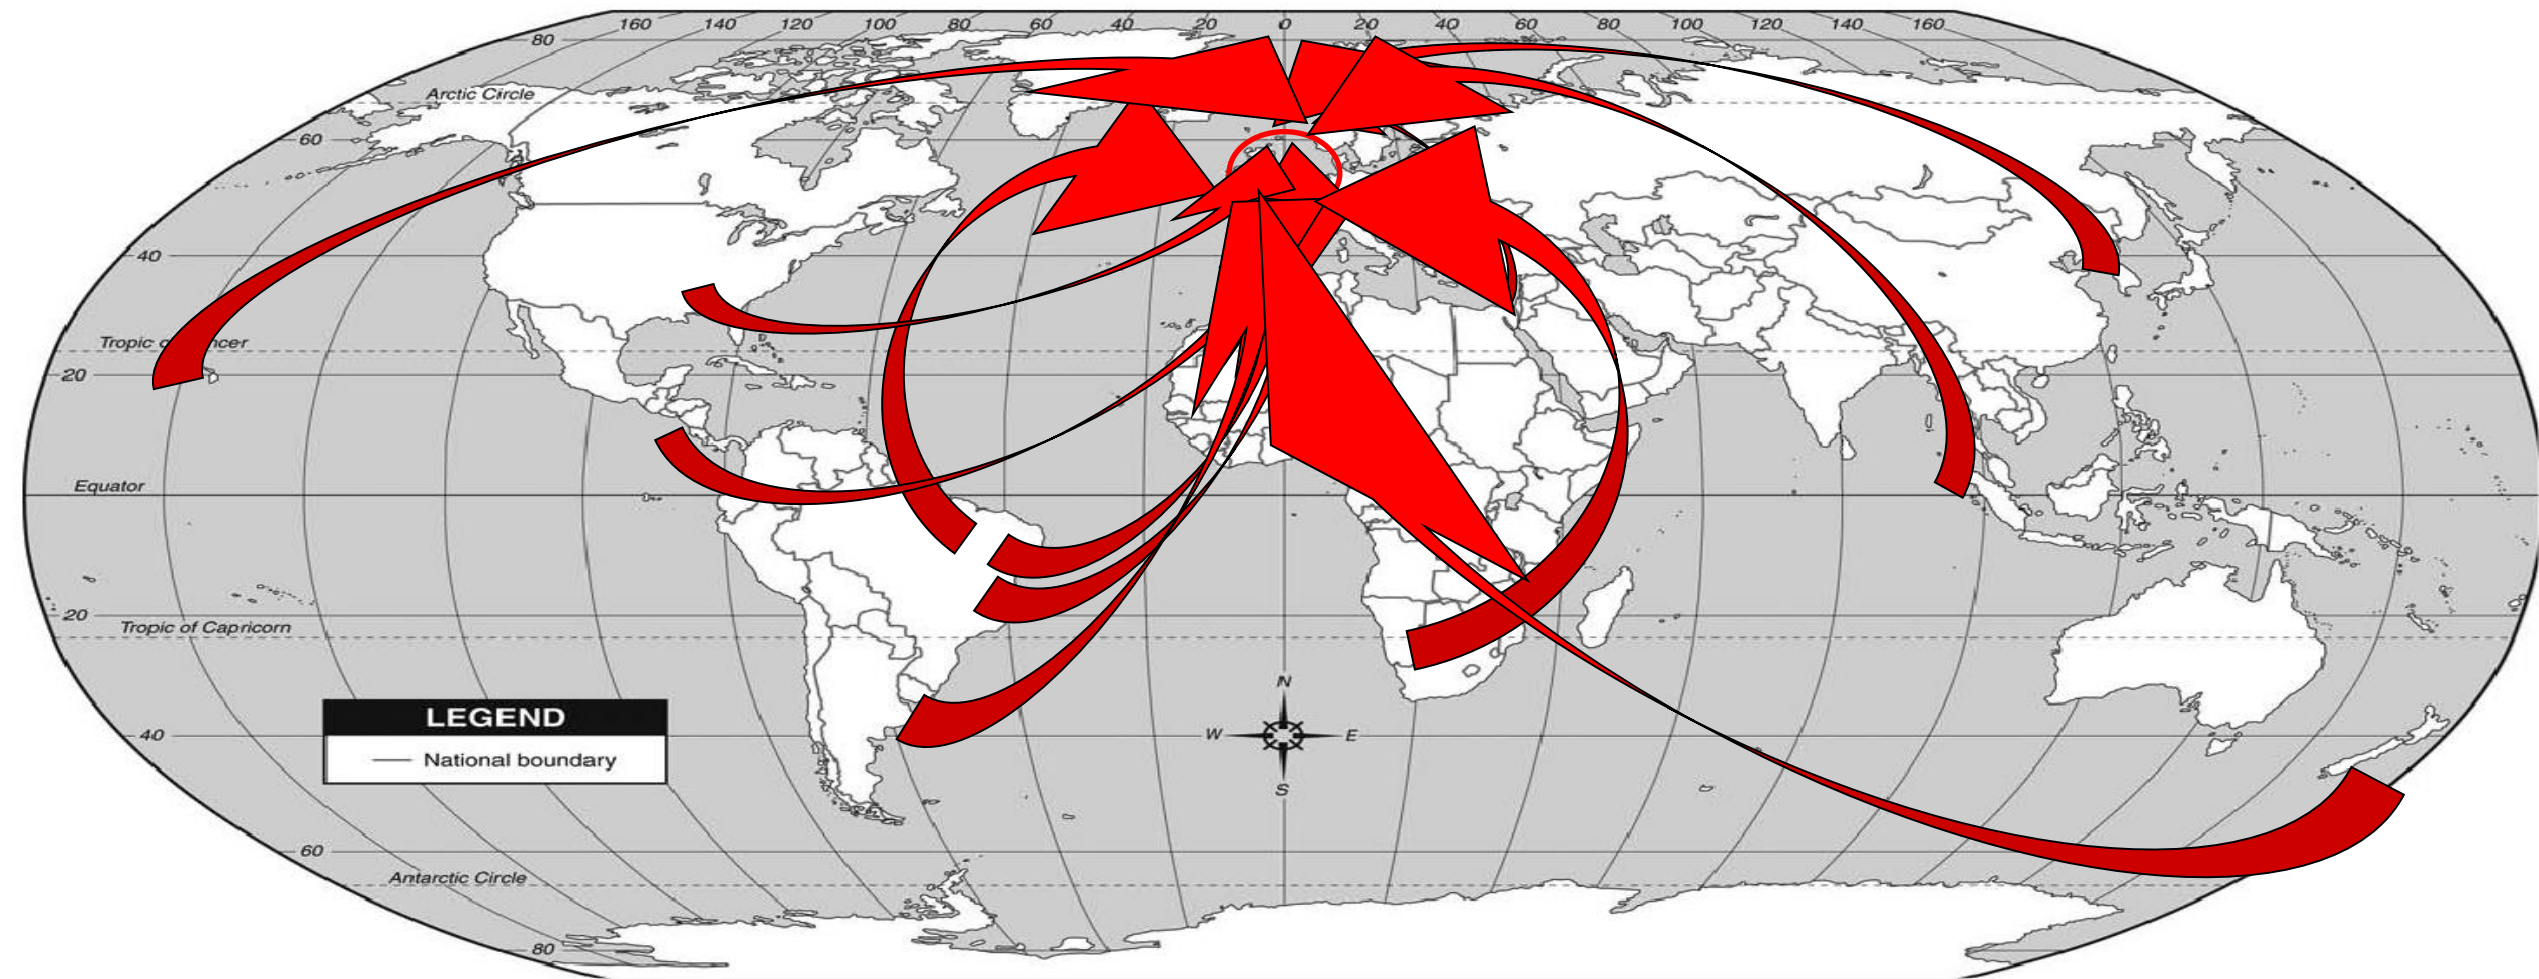 160 140 120 100 80 60 40 20 0 20 40 60 80 100 120 140 160
80
Arctic Circle
60
40
Tropic o ncer
20
Equator
20
Tropic of Capricorn
N
W E
S
LEGEND
National boundary
40
60
Antarctic Circle
80